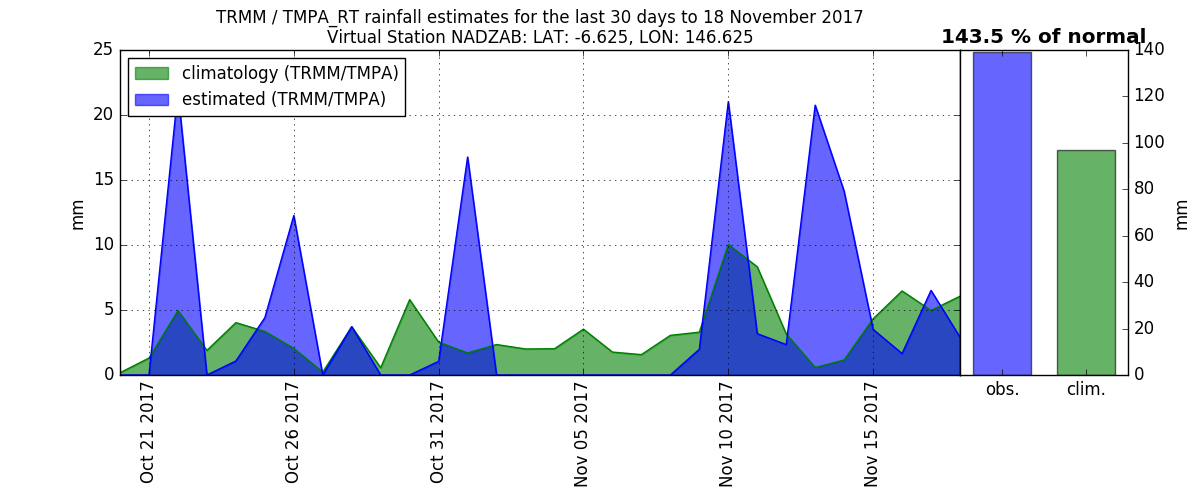 TRMM / TMPA_RT rainfall estimates for the last 30 days to 18 November 2017
Virtual Station NADZAB: LAT: -6.625, LON: 146.625
143.5 % of normal
climatology (TRMM/TMPA)
estimated (TRMM/TMPA)
25
20
15
10
5
0
mm
Oct 21 2017
Oct 26 2017
Oct 31 2017
Nov 05 2017
Nov 10 2017
Nov 15 2017
obs.
clim.
140
120
100
80
60
40
20
0
mm